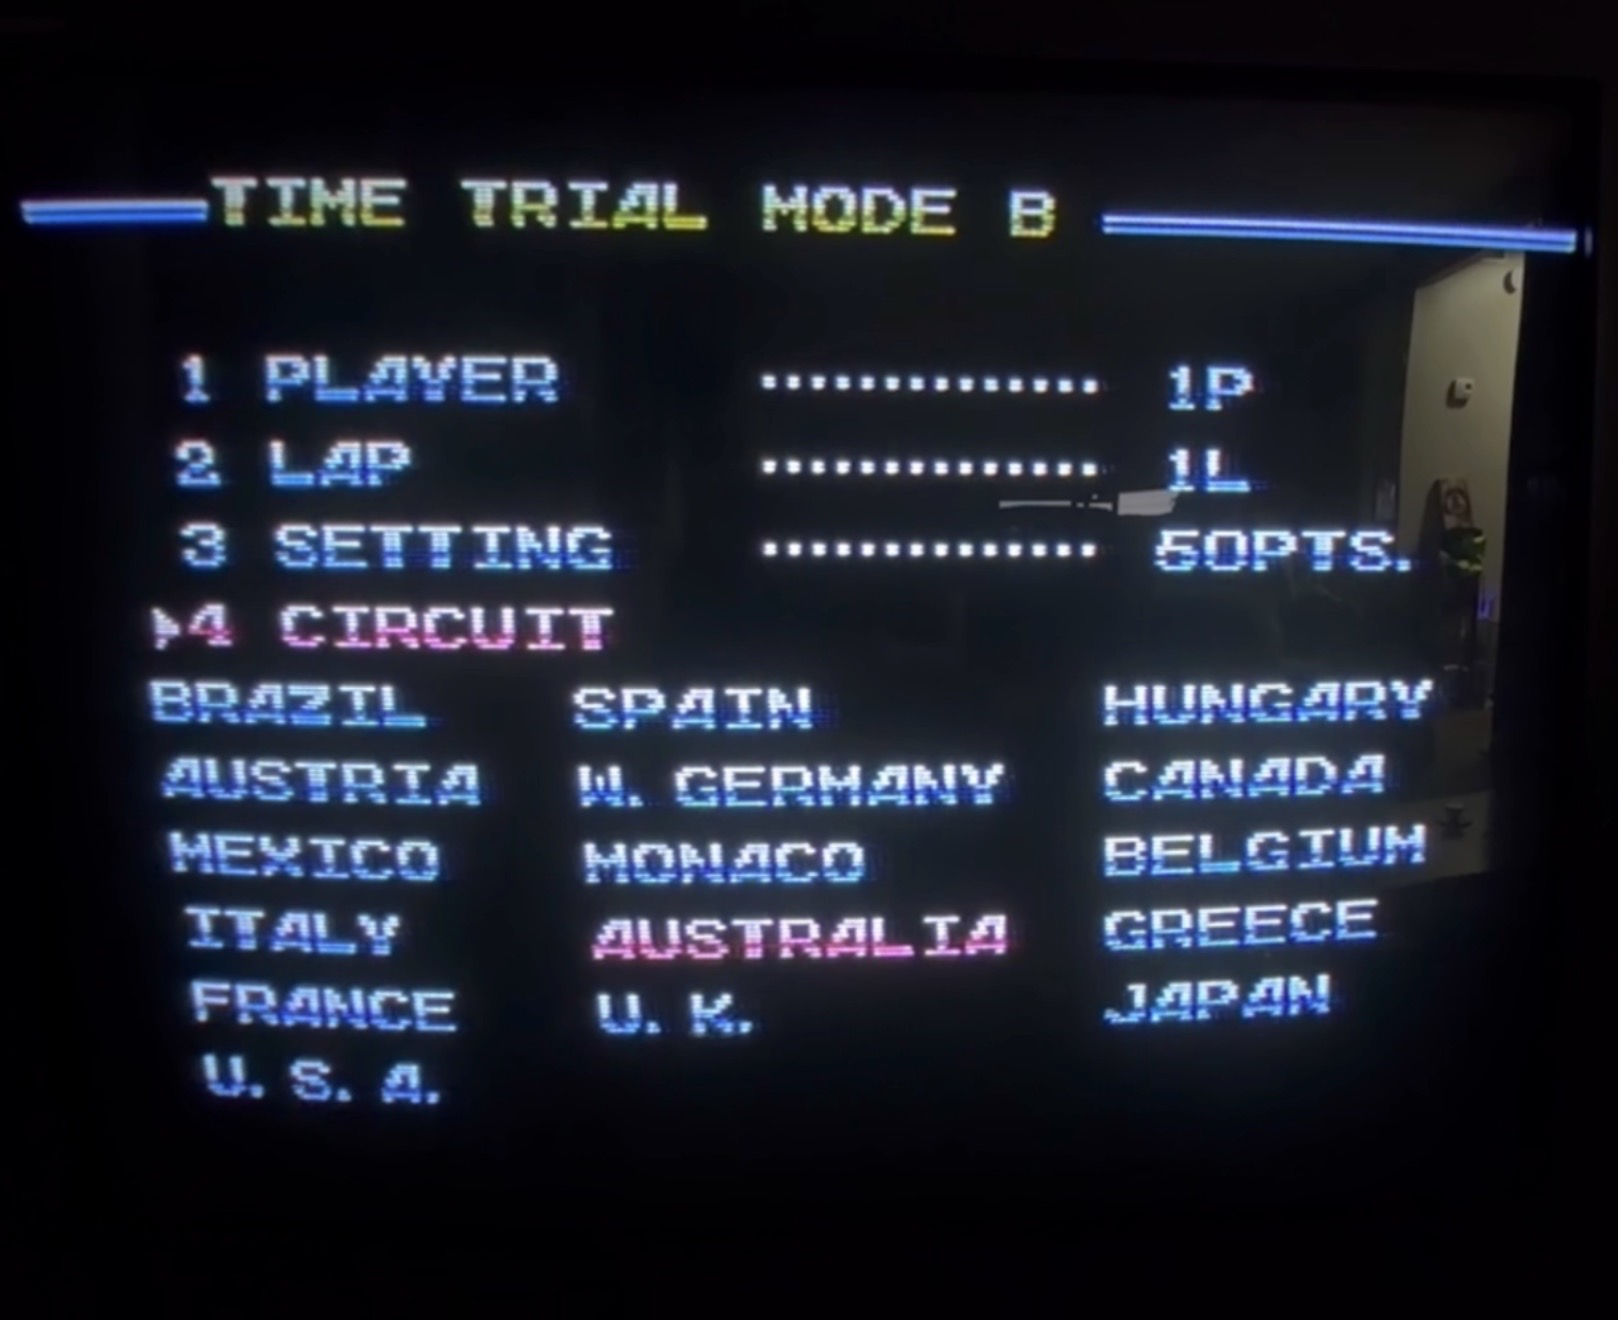 TIME TRIAL MODE B
1 PLAYER .............. 1P
2 LAP .............. 1L
3 SETTING .............. 50PTS.
4 CIRCUIT
BRAZIL SPAIN HUNGARY
AUSTRIA W. GERMANY CANADA
MEXICO MONACO BELGIUM
ITALY AUSTRALIA GREECE
FRANCE U. K. JAPAN
U. S. A.